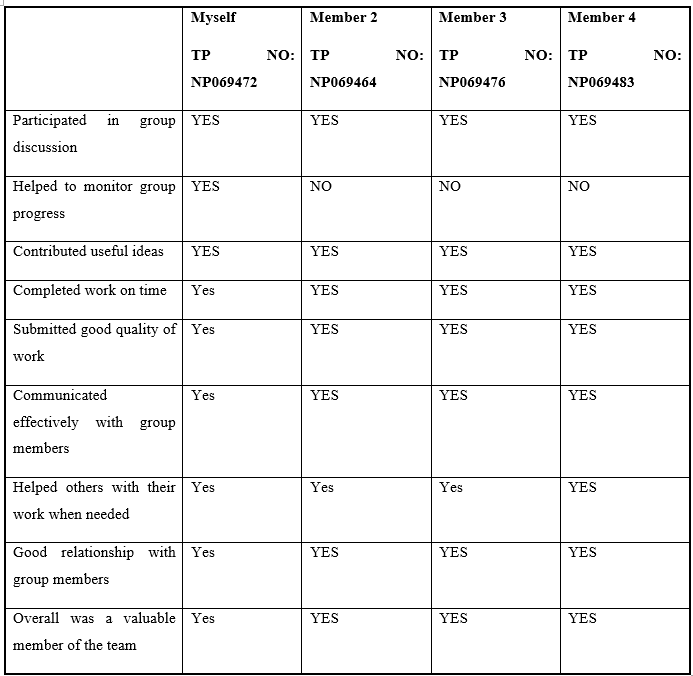 Myself Member 2 Member 3 Member 4
TP NO: TP NO: TP NO: TP NO:
NP069472 NP069464 NP069476 NP069483
Participated in group YES YES YES YES
discussion
Helped to monitor group YES NO NO NO
progress
Contributed useful ideas YES YES YES YES
Completed work on time Yes YES YES YES
Submitted good quality of Yes YES YES YES
work
Communicated Yes YES YES YES
effectively with group
members
Helped others with their Yes Yes Yes YES
work when needed
Good relationship with Yes YES YES YES
group members
Overall was a valuable Yes YES YES YES
member of the team